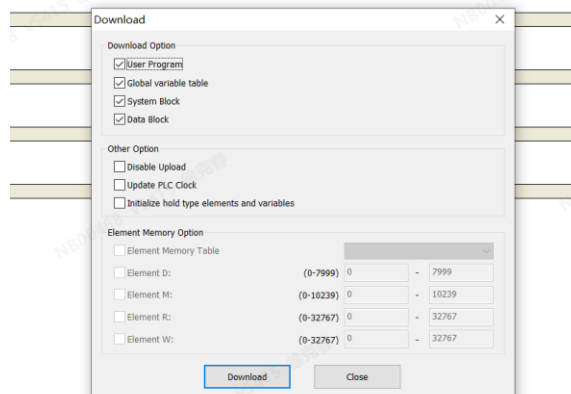 Download
Download Option
User Program
Global variable table
System Block
Data Block
Other Option
Disable Upload
Update PLC Clock
Initialize hold type elements and variables
Element Memory Option
Element Memory Table
Element D: (0-7999) 0 - 7999
Element M: (0-10239) 0 - 10239
Element R: (0-32767) 0 - 32767
Element W: (0-32767) 0 - 32767
Download Close